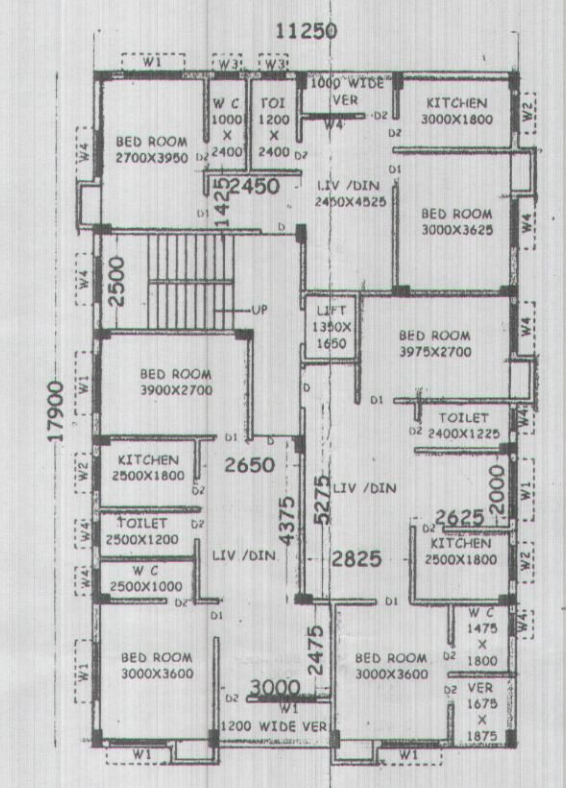 11250
W1
W3
W3
W C
1000
X
2400
TOI
1200
X
2400
1000 WIDE
VER
W4
D2
KITCHEN
3000X1800
W2
BED ROOM
2700X3950
W4
D2
D2
D1
2450
1425
D1
D
LIV /DIN
2450X4525
BED ROOM
3000X3625
W4
2500
W4
UP
LIFT
1350X
1650
BED ROOM
3975X2700
W4
17900
BED ROOM
3900X2700
W1
D
D1
D2
TOILET
2400X1225
W4
D1
D
2650
KITCHEN
2500X1800
W2
D2
4375
5275
LIV /DIN
2000
W1
2625
D2
TOILET
2500X1200
W4
D2
LIV /DIN
2825
KITCHEN
2500X1800
W2
W C
2500X1000
W4
D2
D1
D1
W C
1475
X
1800
W4
D2
BED ROOM
3000X3600
W1
2475
BED ROOM
3000X3600
3000
D2
W1
1200 WIDE VER
D2
VER
1675
X
1875
W1
W1